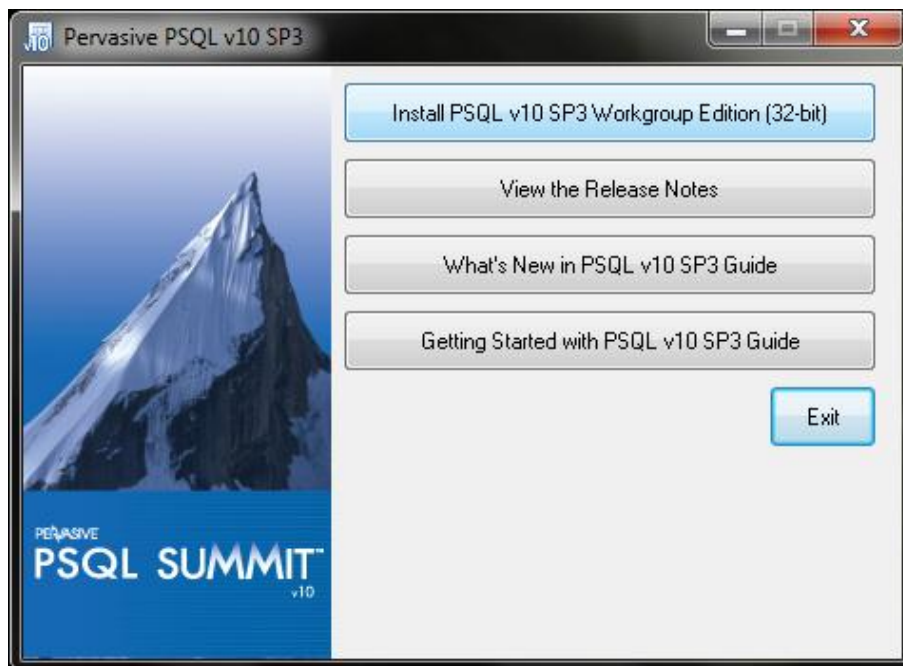 Pervasive PSQL v10 SP3
Install PSQL v10 SP3 Workgroup Edition (32-bit)
View the Release Notes
What's New in PSQL v10 SP3 Guide
Getting Started with PSQL v10 SP3 Guide
Exit
PERVASIVE
PSQL SUMMIT™
v10